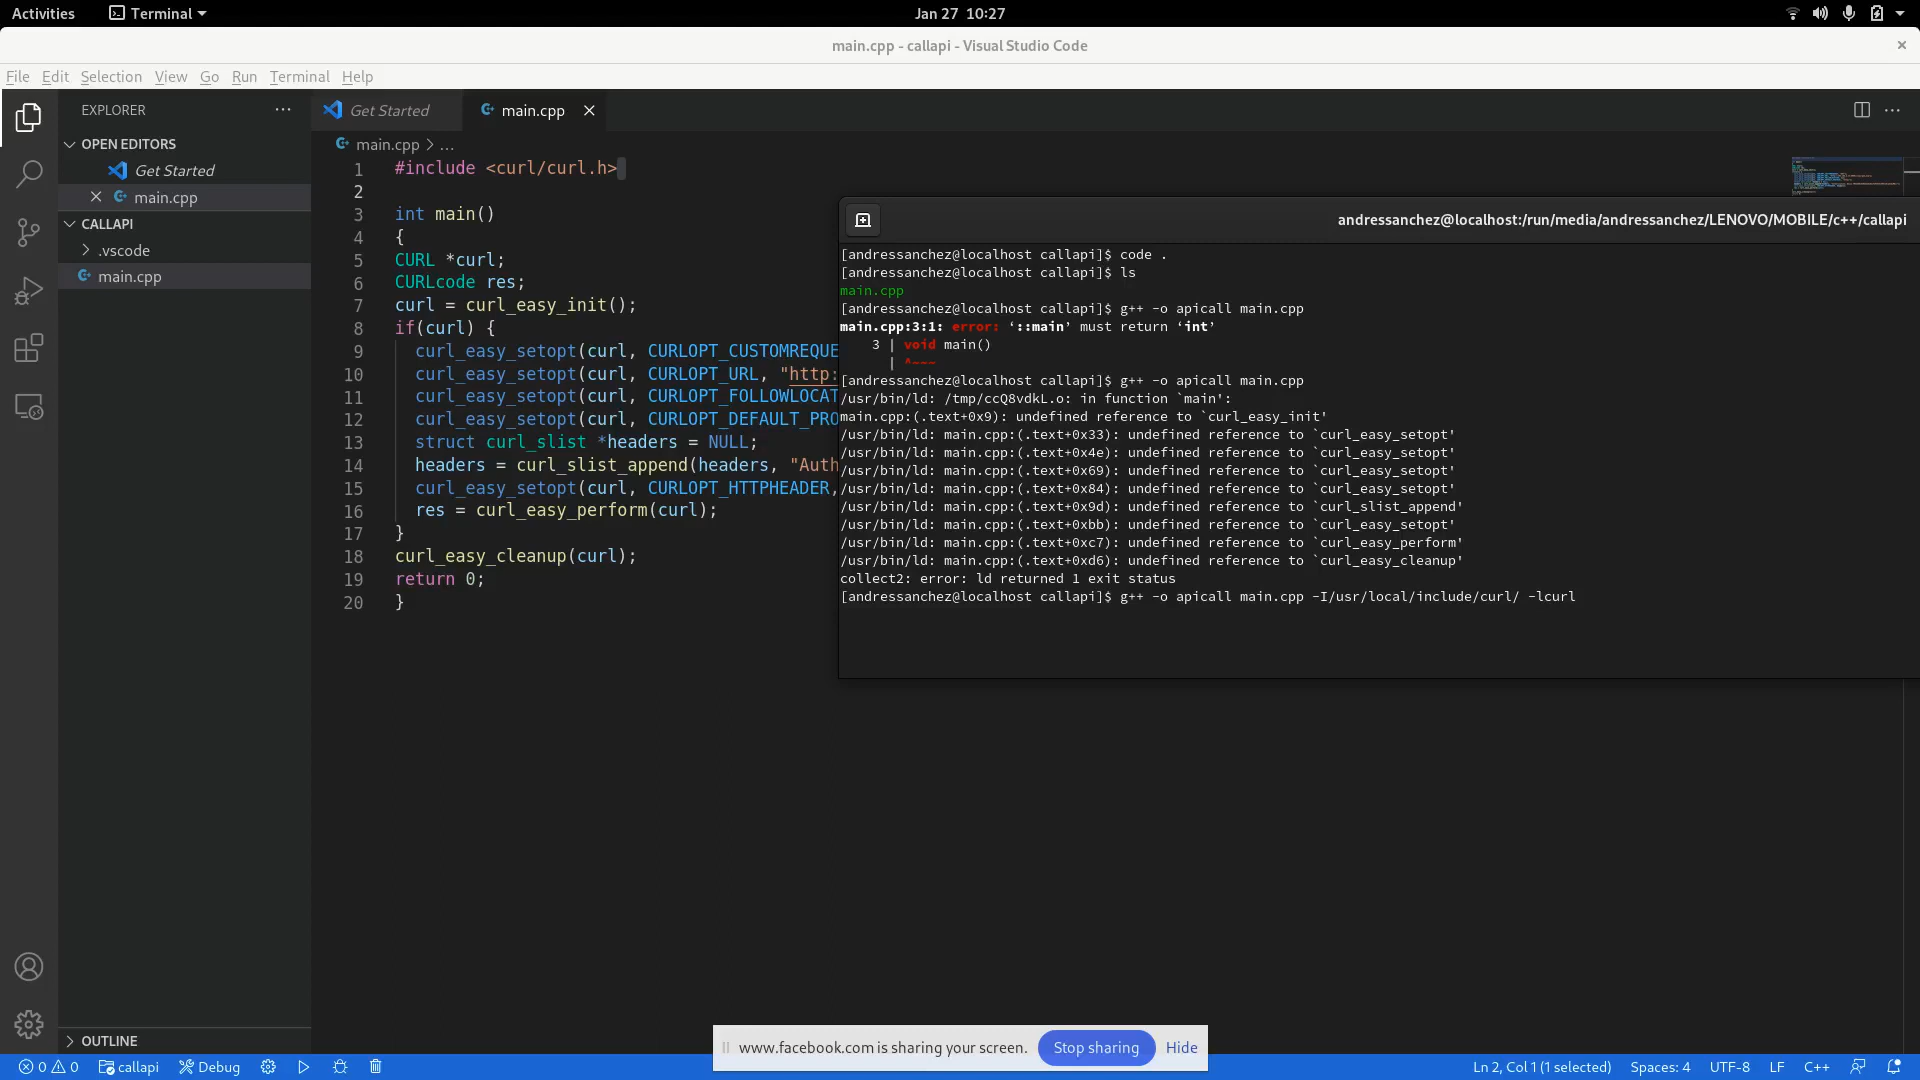 Activities
Terminal
Jan 27 10:27
main.cpp - callapi - Visual Studio Code
File Edit Selection View Go Run Terminal Help
EXPLORER
OPEN EDITORS
Get Started
main.cpp
CALLAPI
.vscode
main.cpp
OUTLINE
Get Started
main.cpp
main.cpp > ...
1 #include <curl/curl.h>
2
3 int main()
4 {
5 CURL *curl;
6 CURLcode res;
7 curl = curl_easy_init();
8 if(curl) {
9 curl_easy_setopt(curl, CURLOPT_CUSTOMREQUE
10 curl_easy_setopt(curl, CURLOPT_URL, "http:
11 curl_easy_setopt(curl, CURLOPT_FOLLOWLOCAT
12 curl_easy_setopt(curl, CURLOPT_DEFAULT_PRO
13 struct curl_slist *headers = NULL;
14 headers = curl_slist_append(headers, "Auth
15 curl_easy_setopt(curl, CURLOPT_HTTPHEADER,
16 res = curl_easy_perform(curl);
17 }
18 curl_easy_cleanup(curl);
19 return 0;
20 }
andressanchez@localhost:/run/media/andressanchez/LENOVO/MOBILE/c++/callapi
[andressanchez@localhost callapi]$ code .
[andressanchez@localhost callapi]$ ls
main.cpp
[andressanchez@localhost callapi]$ g++ -o apicall main.cpp
main.cpp:3:1: error: ‘::main’ must return ‘int’
3 | void main()
| ^~~~
[andressanchez@localhost callapi]$ g++ -o apicall main.cpp
/usr/bin/ld: /tmp/ccQ8vdkL.o: in function `main':
main.cpp:(.text+0x9): undefined reference to `curl_easy_init'
/usr/bin/ld: main.cpp:(.text+0x33): undefined reference to `curl_easy_setopt'
/usr/bin/ld: main.cpp:(.text+0x4e): undefined reference to `curl_easy_setopt'
/usr/bin/ld: main.cpp:(.text+0x69): undefined reference to `curl_easy_setopt'
/usr/bin/ld: main.cpp:(.text+0x84): undefined reference to `curl_easy_setopt'
/usr/bin/ld: main.cpp:(.text+0x9d): undefined reference to `curl_slist_append'
/usr/bin/ld: main.cpp:(.text+0xbb): undefined reference to `curl_easy_setopt'
/usr/bin/ld: main.cpp:(.text+0xc7): undefined reference to `curl_easy_perform'
/usr/bin/ld: main.cpp:(.text+0xd6): undefined reference to `curl_easy_cleanup'
collect2: error: ld returned 1 exit status
[andressanchez@localhost callapi]$ g++ -o apicall main.cpp -I/usr/local/include/curl/ -lcurl
www.facebook.com is sharing your screen. Stop sharing Hide
0 0 callapi Debug
Ln 2, Col 1 (1 selected) Spaces: 4 UTF-8 LF C++